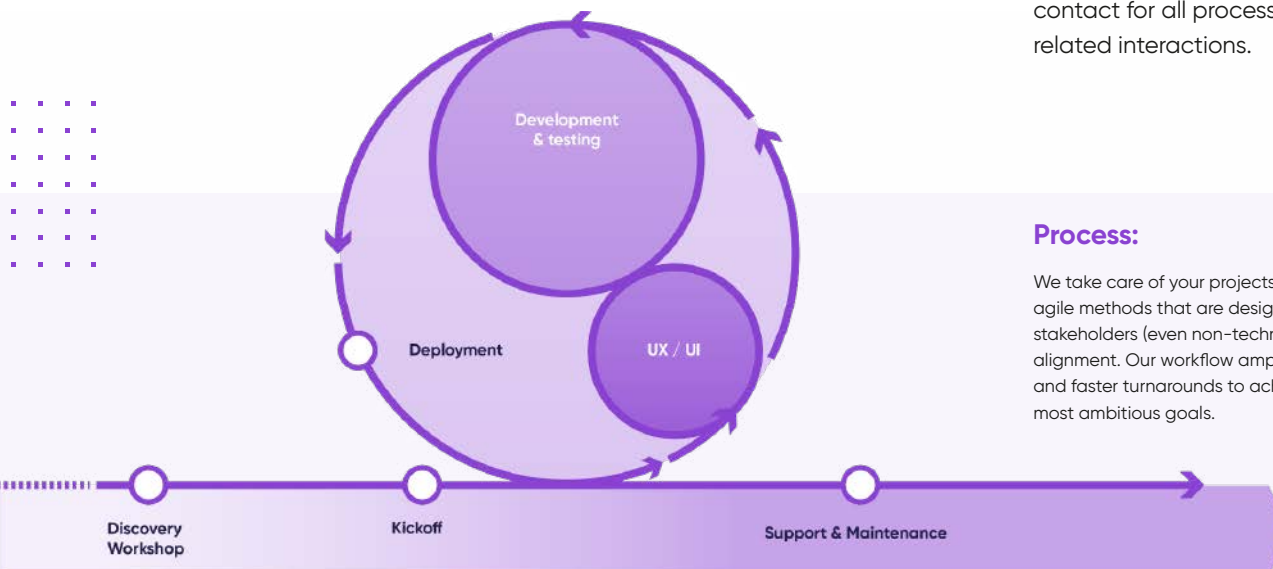 contact for all process
related interactions.
Development
& testing
Deployment
UX / UI
Process:
We take care of your projects
agile methods that are desig
stakeholders (even non-techn
alignment. Our workflow amp
and faster turnarounds to ac
most ambitious goals.
Discovery
Workshop
Kickoff
Support & Maintenance